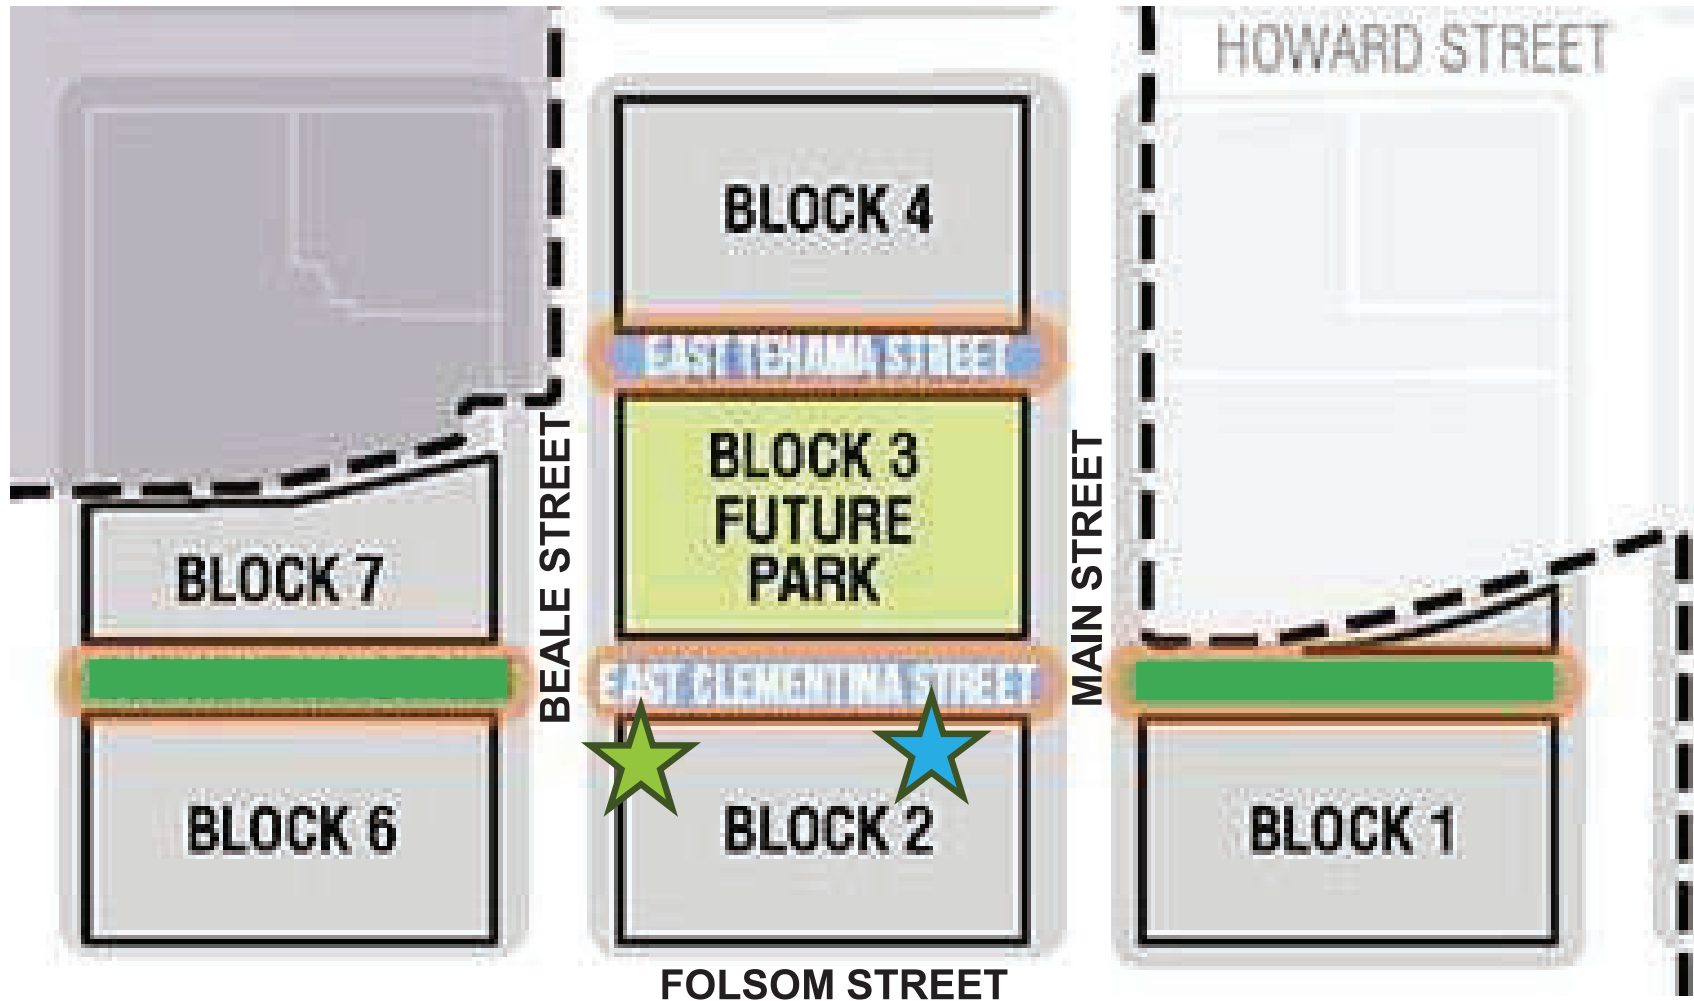 HOWARD STREET
BLOCK 4
EAST TEHAMA STREET
BLOCK 3
FUTURE
PARK
BEALE STREET
MAIN STREET
BLOCK 7
EAST CLEMENTINA STREET
BLOCK 6
BLOCK 2
BLOCK 1
FOLSOM STREET